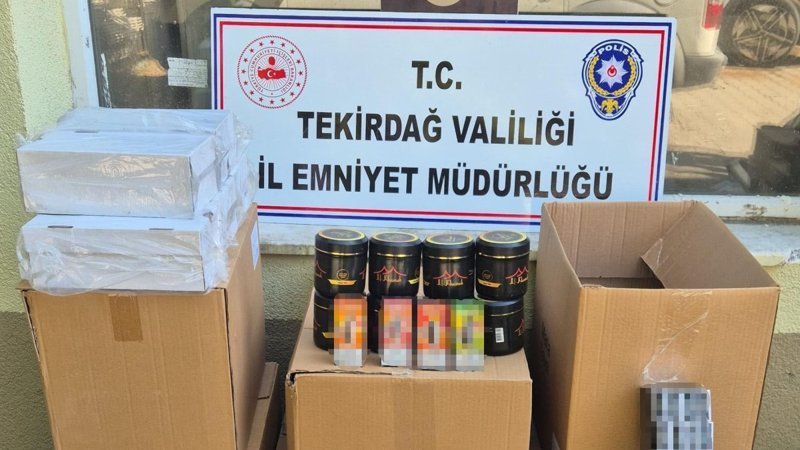 T.C.
TEKİRDAĞ VALİLİĞİ
İL EMNİYET MÜDÜRLÜĞÜ
POLİS